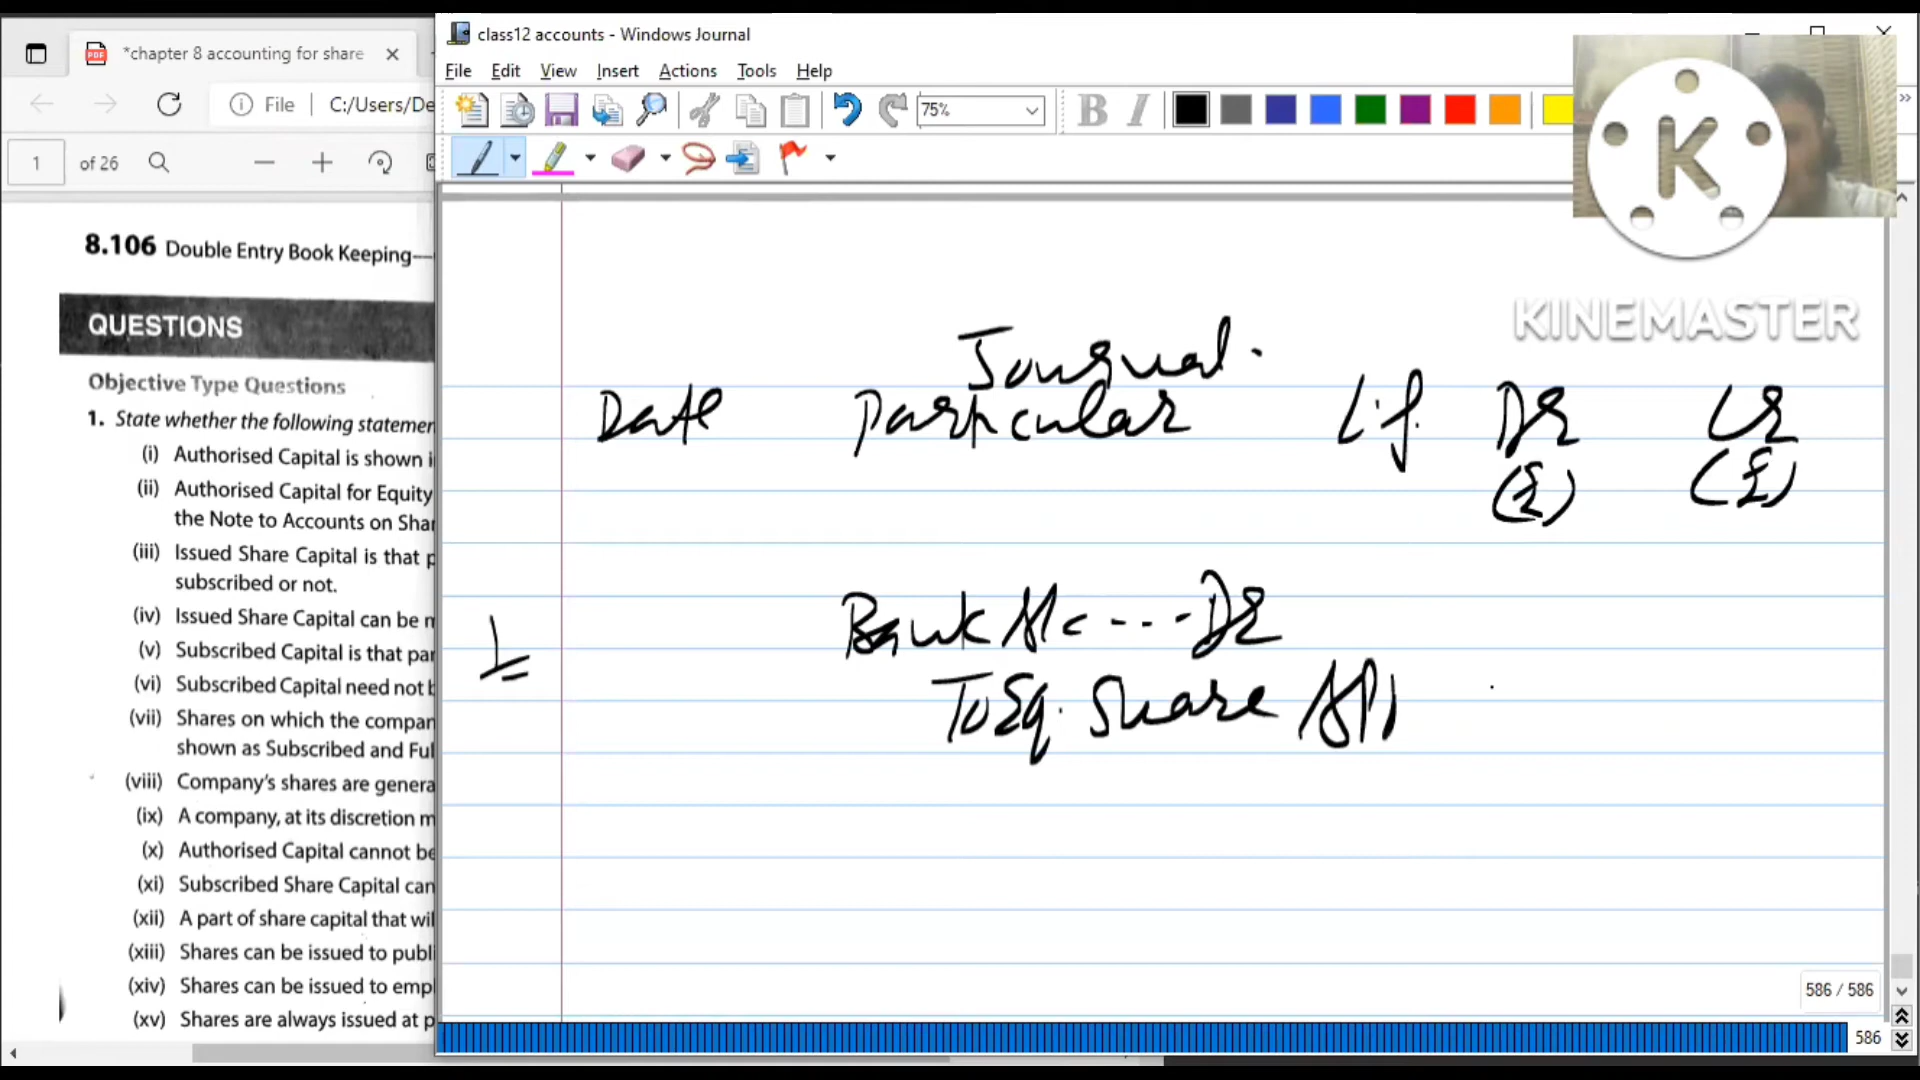 *chapter 8 accounting for share
File
C:/Users/De
1 of 26
8.106 Double Entry Book Keeping—
QUESTIONS
Objective Type Questions
1. State whether the following statemen
(i) Authorised Capital is shown i
(ii) Authorised Capital for Equity
the Note to Accounts on Shar
(iii) Issued Share Capital is that p
subscribed or not.
(iv) Issued Share Capital can be m
(v) Subscribed Capital is that par
(vi) Subscribed Capital need not b
(vii) Shares on which the compan
shown as Subscribed and Ful
(viii) Company's shares are genera
(ix) A company, at its discretion m
(x) Authorised Capital cannot be
(xi) Subscribed Share Capital can
(xii) A part of share capital that wil
(xiii) Shares can be issued to publi
(xiv) Shares can be issued to empl
(xv) Shares are always issued at p
class12 accounts - Windows Journal
File Edit View Insert Actions Tools Help
75%
B I
K
KINEMASTER
Journal.
Date Particular L.f. Dr Cr
(₹) (₹)
1 Bank A/c ---Dr
To Eq. Share APP
586 / 586
586